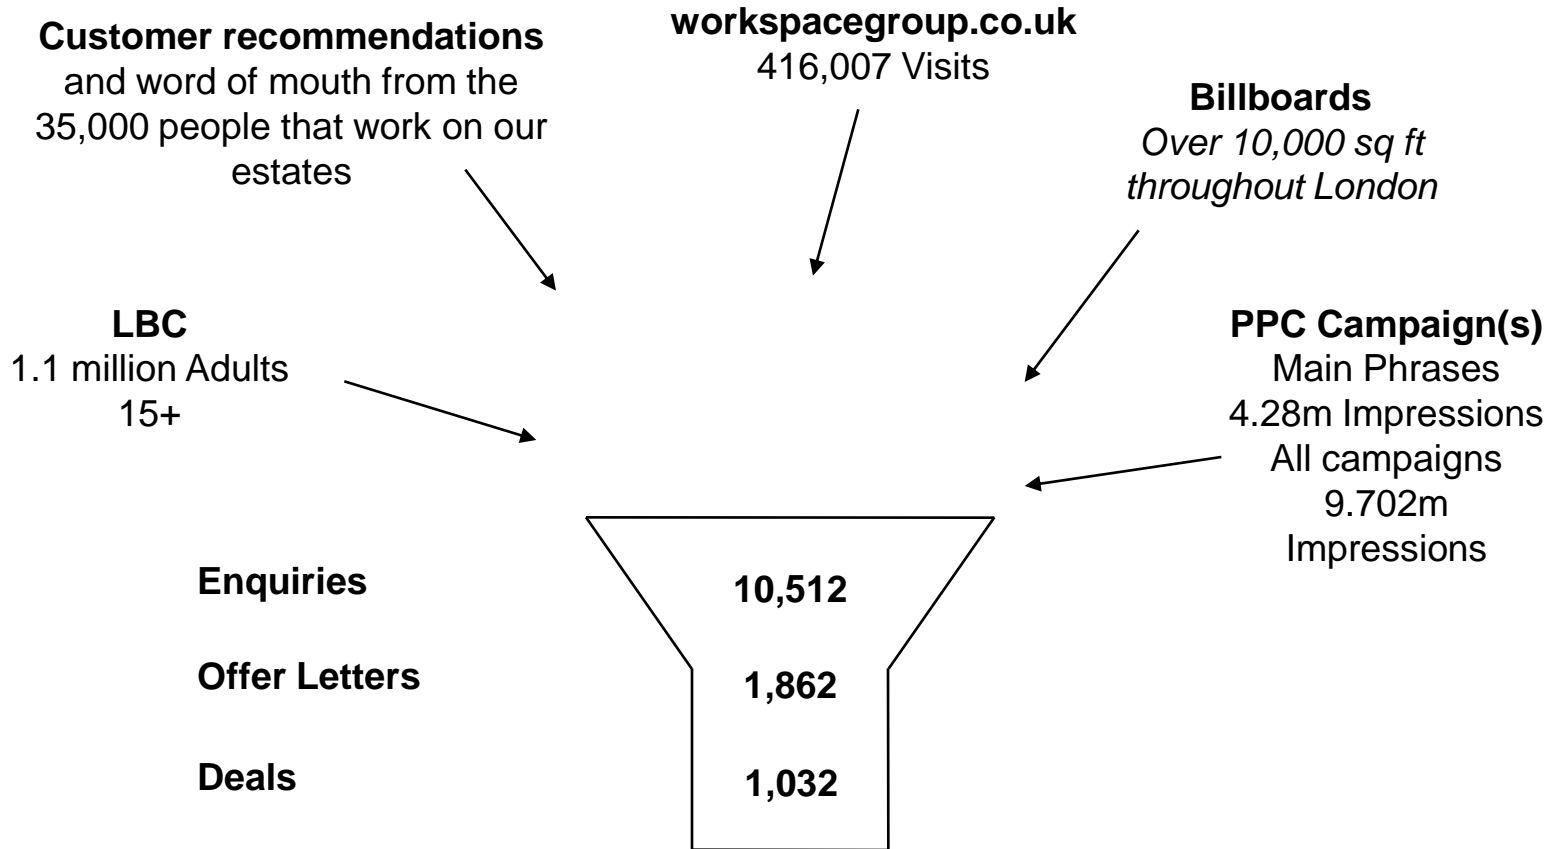 Customer recommendations
and word of mouth from the
35,000 people that work on our
estates
workspacegroup.co.uk
416,007 Visits
Billboards
Over 10,000 sq ft
throughout London
LBC
1.1 million Adults
15+
PPC Campaign(s)
Main Phrases
4.28m Impressions
All campaigns
9.702m
Impressions
Enquiries
10,512
Offer Letters
1,862
Deals
1,032